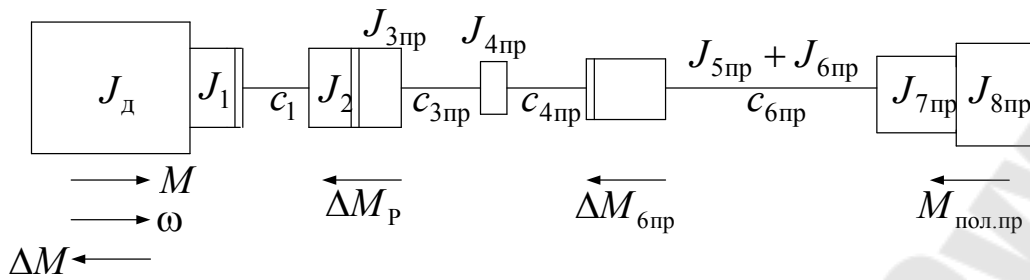 J3пр J4пр J5пр + J6пр
Jд J1 c1 J2 c3пр c4пр c6пр J7пр J8пр
M ΔMР ΔM6пр Mпол.пр
ω
ΔM